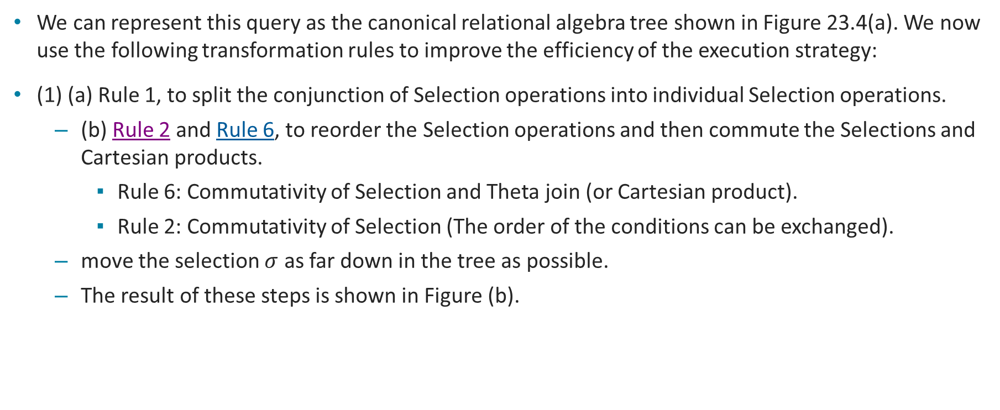 • We can represent this query as the canonical relational algebra tree shown in Figure 23.4(a). We now
use the following transformation rules to improve the efficiency of the execution strategy:
• (1) (a) Rule 1, to split the conjunction of Selection operations into individual Selection operations.
– (b) Rule 2 and Rule 6, to reorder the Selection operations and then commute the Selections and
Cartesian products.
▪ Rule 6: Commutativity of Selection and Theta join (or Cartesian product).
▪ Rule 2: Commutativity of Selection (The order of the conditions can be exchanged).
– move the selection σ as far down in the tree as possible.
– The result of these steps is shown in Figure (b).